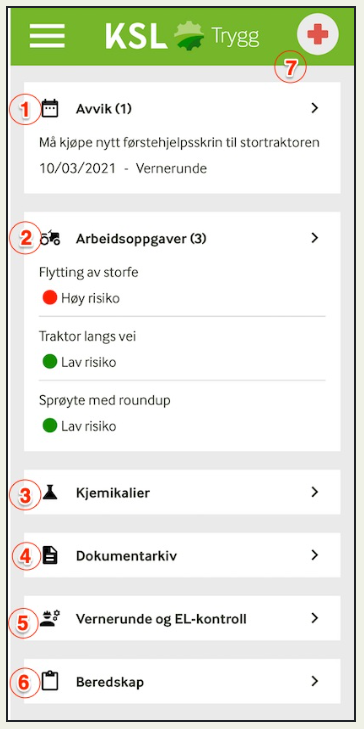 KSL Trygg
7
1 Avvik (1)
Må kjøpe nytt førstehjelpsskrin til stortraktoren
10/03/2021 - Vernerunde
2 Arbeidsoppgaver (3)
Flytting av storfe
Høy risiko
Traktor langs vei
Lav risiko
Sprøyte med roundup
Lav risiko
3 Kjemikalier
4 Dokumentarkiv
5 Vernerunde og EL-kontroll
6 Beredskap